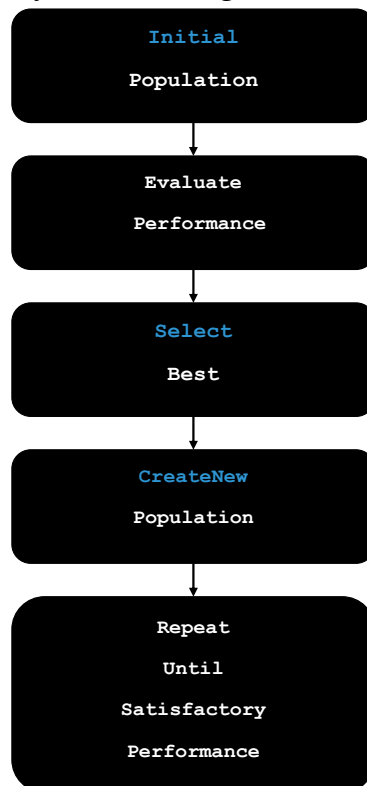 Initial
Population
Evaluate
Performance
Select
Best
CreateNew
Population
Repeat
Until
Satisfactory
Performance